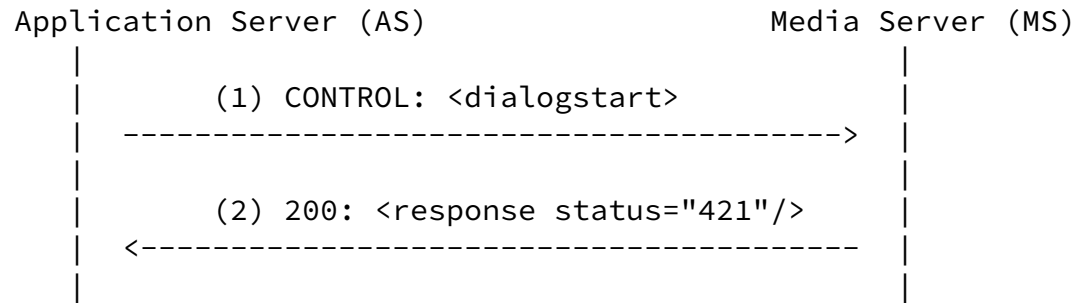 Application Server (AS) Media Server (MS)
(1) CONTROL: <dialogstart>
(2) 200: <response status="421"/>